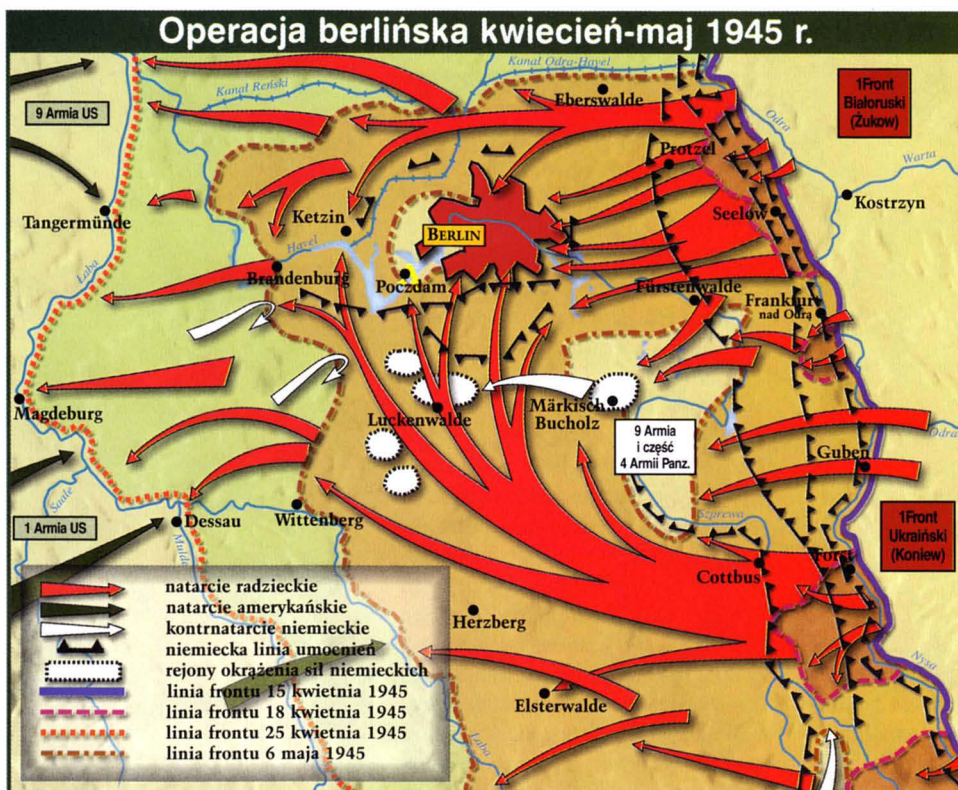 Operacja berlińska kwiecień-maj 1945 r.
Kanał Odra-Havel
Kanał Reński
9 Armia US
Eberswalde
1Front
Białoruski
(Żukow)
Odra
Protzel
Warta
Kostrzyn
Tangermünde
Ketzin
Seelow
BERLIN
Havel
Łaba
Brandenburg
Poczdam
Fürstenwalde
Frankfurt
nad Odrą
Magdeburg
Luckenwalde
Märkisch
Bucholz
9 Armia
i część
4 Armii Panz.
Odra
Guben
Saale
1 Armia US
Dessau
Wittenberg
Szprewa
1Front
Ukraiński
(Koniew)
Mulda
Cottbus
Forst
natarcie radzieckie
natarcie amerykańskie
kontrnatarcie niemieckie
niemiecka linia umocnień
rejony okrążenia sił niemieckich
linia frontu 15 kwietnia 1945
linia frontu 18 kwietnia 1945
linia frontu 25 kwietnia 1945
linia frontu 6 maja 1945
Herzberg
Nysa
Elsterwalde
Łaba